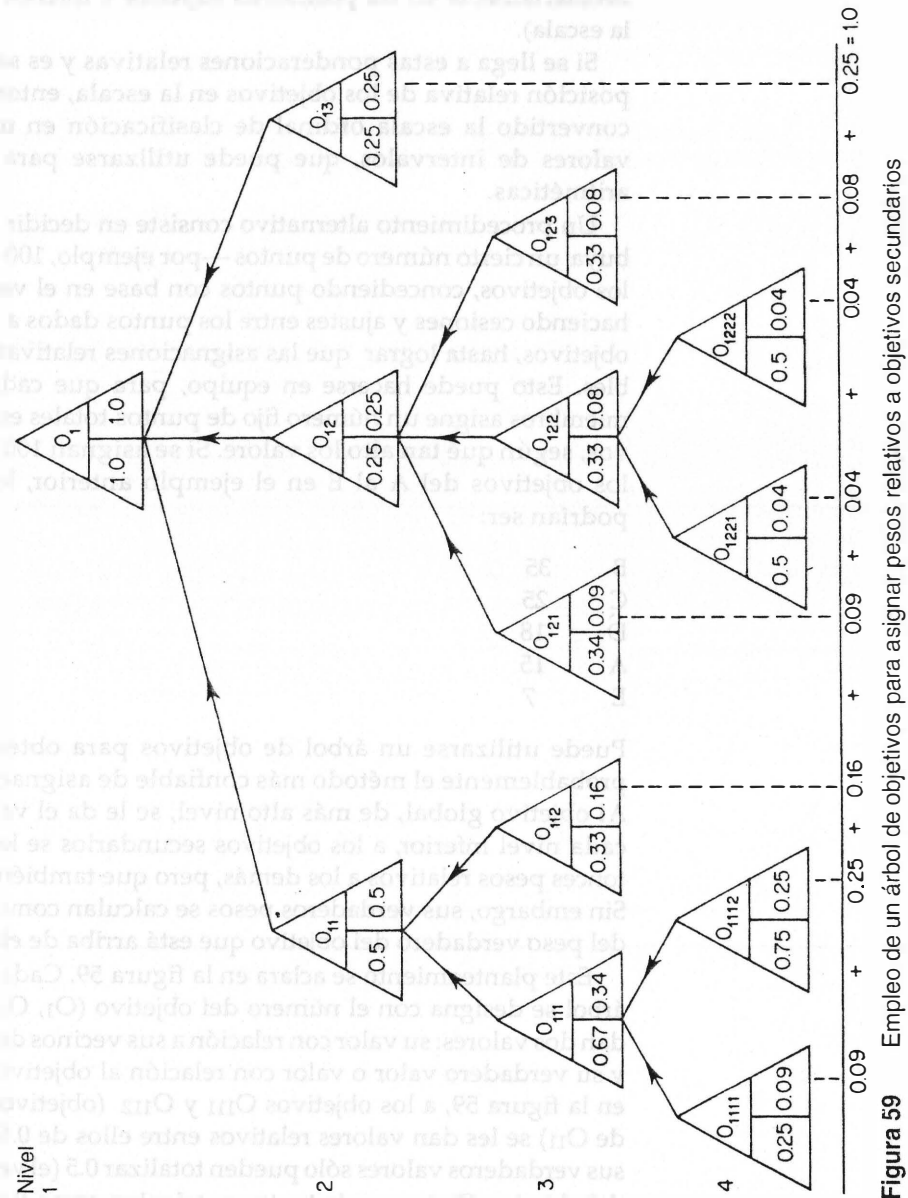 Nivel
1
O1
1.0 1.0
2
O11
0.5 0.5
O12
0.25 0.25
O13
0.25 0.25
3
O111
0.67 0.34
O112
0.33 0.16
O121
0.34 0.09
O122
0.33 0.08
O123
0.33 0.08
4
O1111
0.25 0.09
O1112
0.75 0.25
O1221
0.5 0.04
O1222
0.5 0.04
0.09 + 0.25 + 0.16 + 0.09 + 0.04 + 0.04 + 0.08 + 0.25 = 1.0
Figura 59 Empleo de un árbol de objetivos para asignar pesos relativos a objetivos secundarios